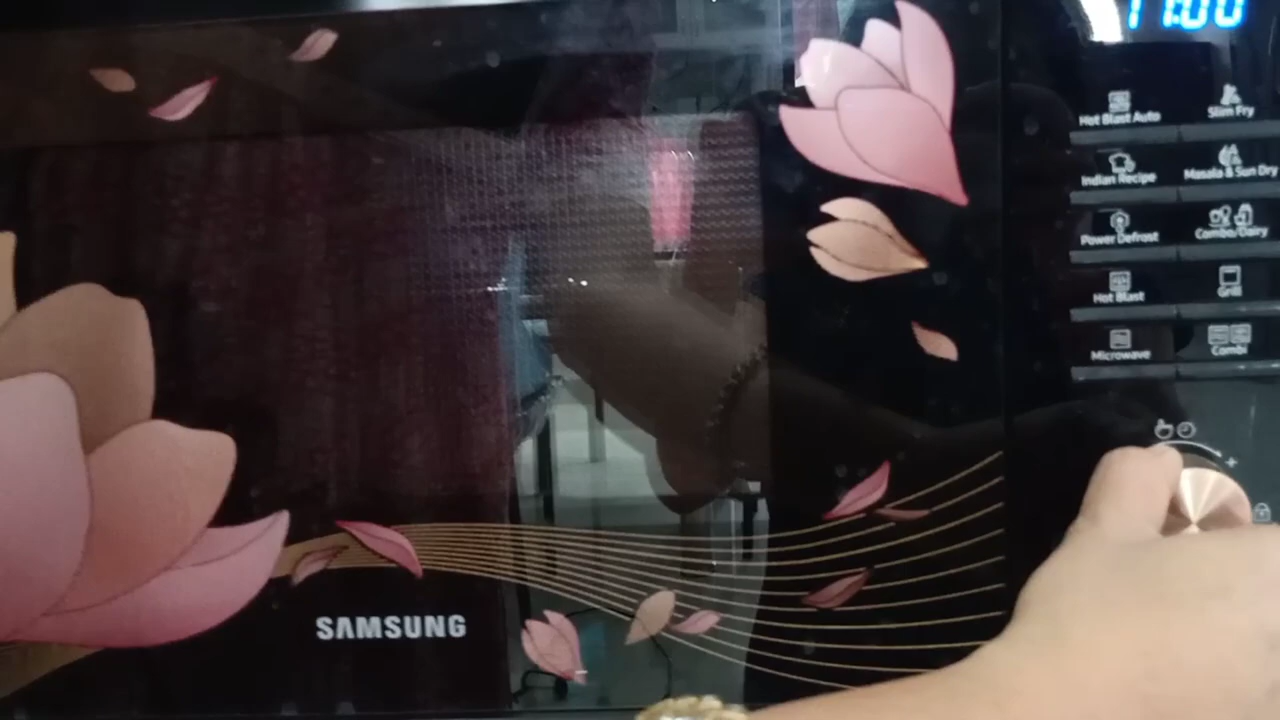 11:00
Hot Blast Auto
Slim Fry
Indian Recipe
Masala & Sun Dry
Power Defrost
Combo/Dairy
Hot Blast
Grill
Microwave
Combi
SAMSUNG